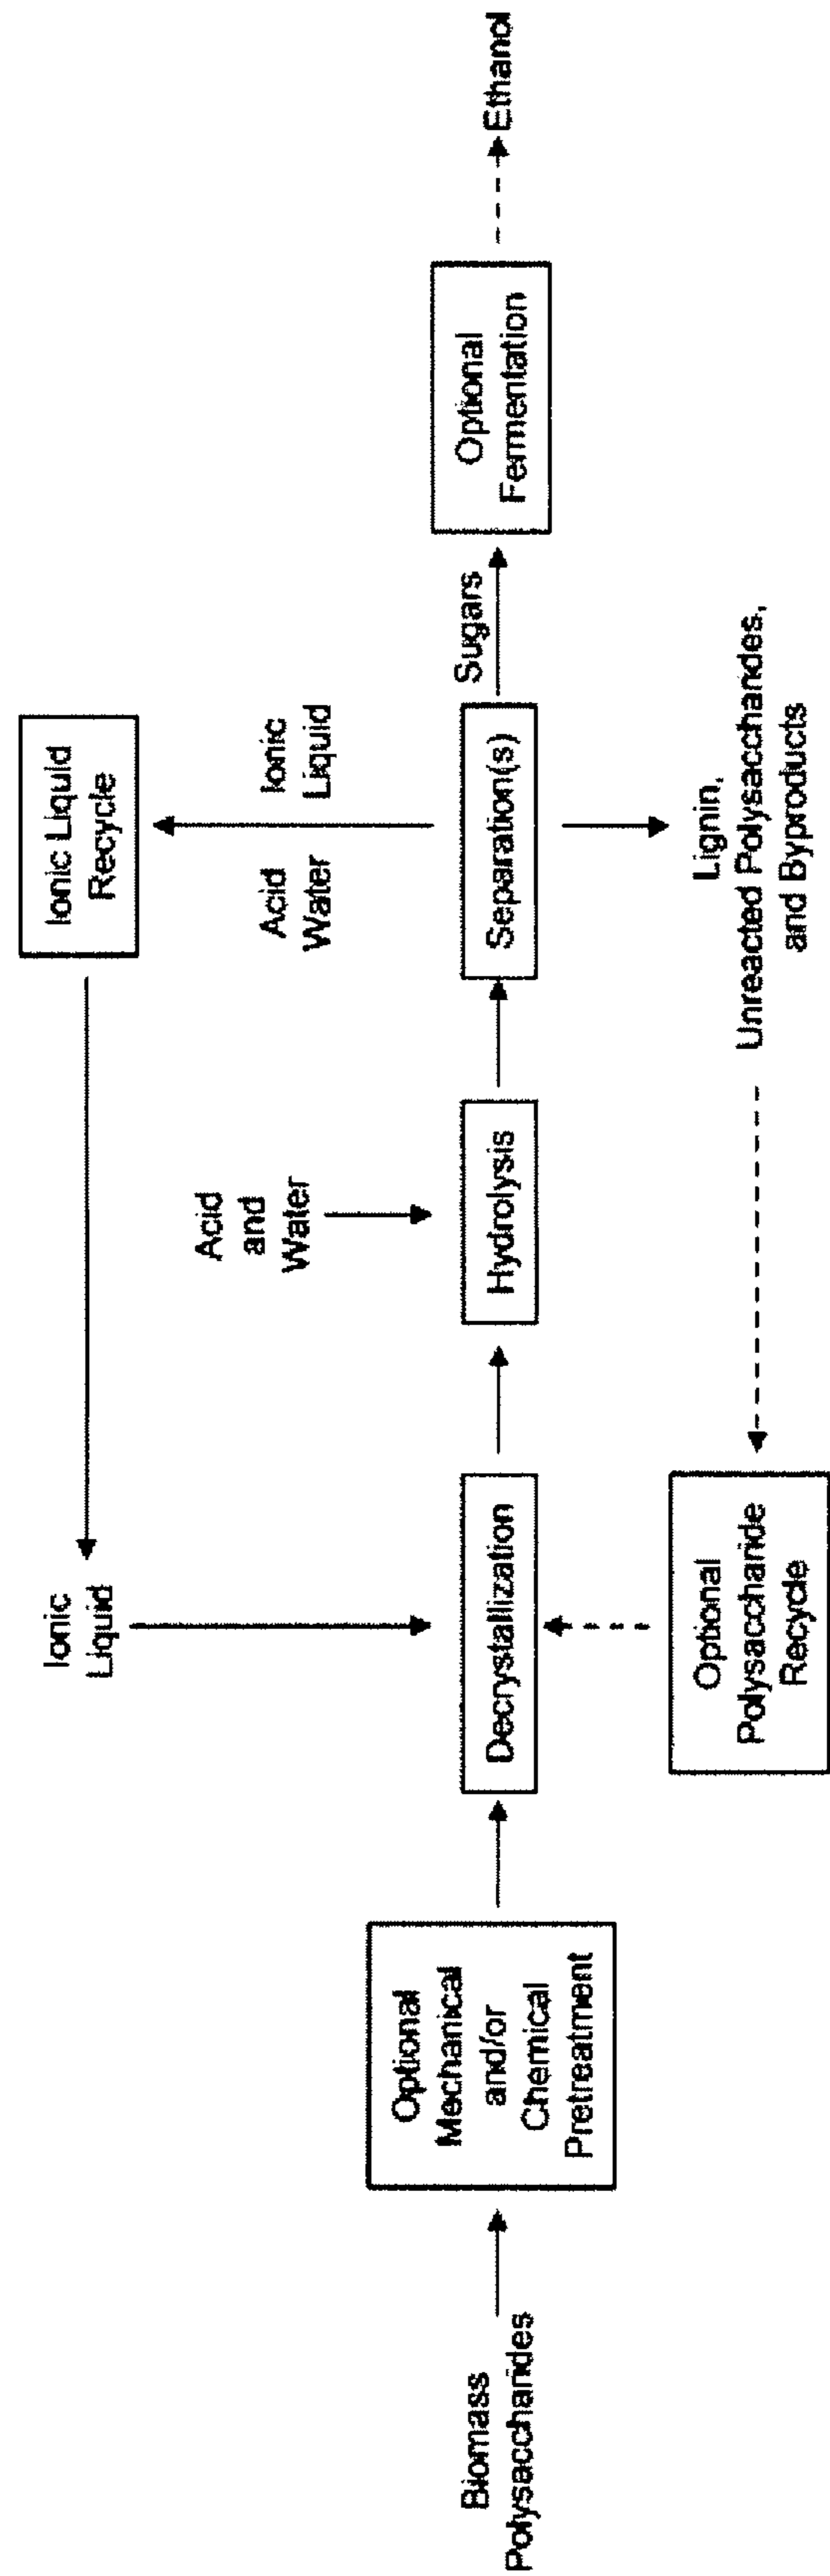 Biomass
Polysaccharides
Optional
Mechanical
and/or
Chemical
Pretreatment
Ionic
Liquid
Decrystallization
Optional
Polysaccharide
Recycle
Acid
and
Water
Hydrolysis
Ionic Liquid
Recycle
Acid
Water
Ionic
Liquid
Separation(s)
Lignin,
Unreacted Polysaccharides,
and Byproducts
Sugars
Optional
Fermentation
Ethanol